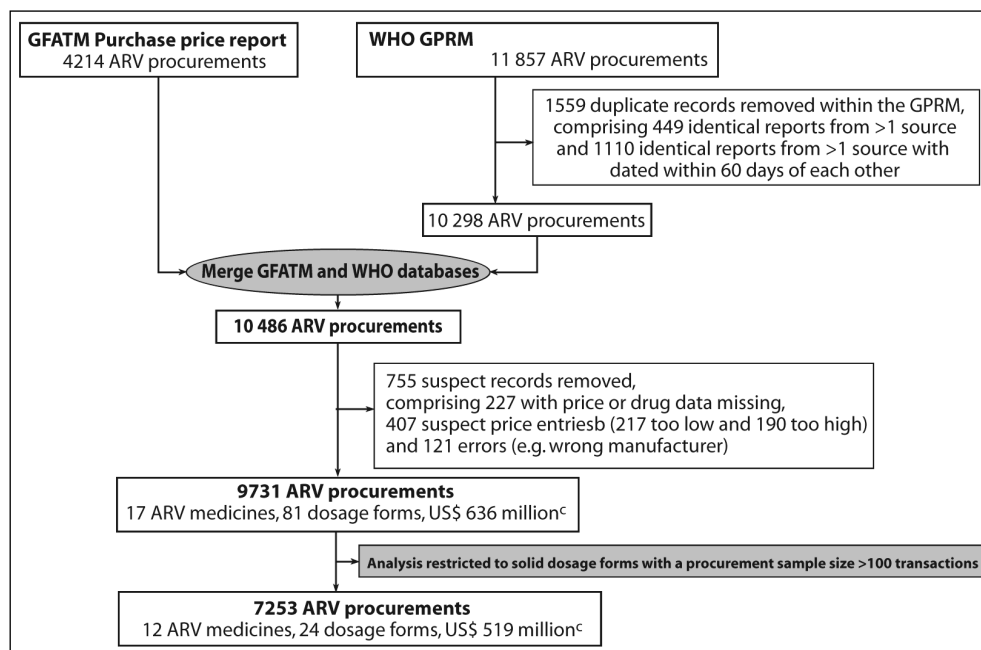 GFATM Purchase price report
4214 ARV procurements
WHO GPRM
11 857 ARV procurements
1559 duplicate records removed within the GPRM,
comprising 449 identical reports from >1 source
and 1110 identical reports from >1 source with
dated within 60 days of each other
10 298 ARV procurements
Merge GFATM and WHO databases
10 486 ARV procurements
755 suspect records removed,
comprising 227 with price or drug data missing,
407 suspect price entriesb (217 too low and 190 too high)
and 121 errors (e.g. wrong manufacturer)
9731 ARV procurements
17 ARV medicines, 81 dosage forms, US$ 636 millionᶜ
Analysis restricted to solid dosage forms with a procurement sample size >100 transactions
7253 ARV procurements
12 ARV medicines, 24 dosage forms, US$ 519 millionᶜ